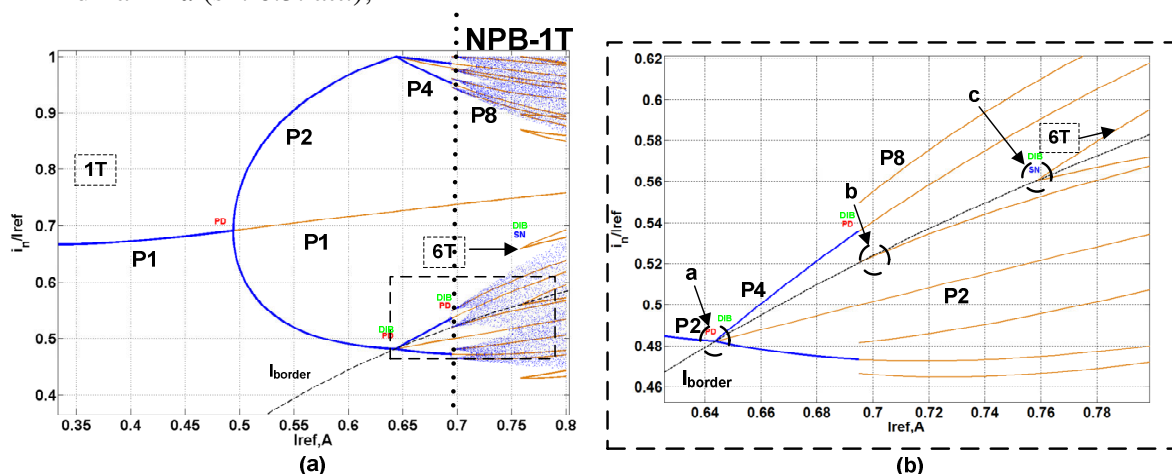 NPB-1T
1
0.9
0.8
0.7
0.6
0.5
0.4
i_n/Iref
1T
P2
P4
P8
PD
P1
P1
DIB
SN
6T
DIB
PD
DIB
PD
I_border
0.35 0.4 0.45 0.5 0.55 0.6 0.65 0.7 0.75 0.8
Iref,A
(a)
0.62
0.6
0.58
0.56
0.54
0.52
0.5
0.48
0.46
i_n/Iref
c
6T
DIB
SN
P8
b
DIB
PD
a
P4
P2
P2
PD
DIB
I_border
0.64 0.66 0.68 0.7 0.72 0.74 0.76 0.78
Iref,A
(b)